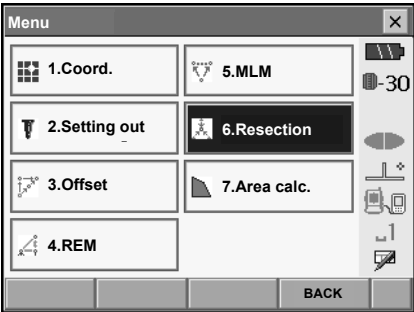 Menu
1.Coord.
2.Setting out
3.Offset
4.REM
5.MLM
6.Resection
7.Area calc.
-30
1
BACK